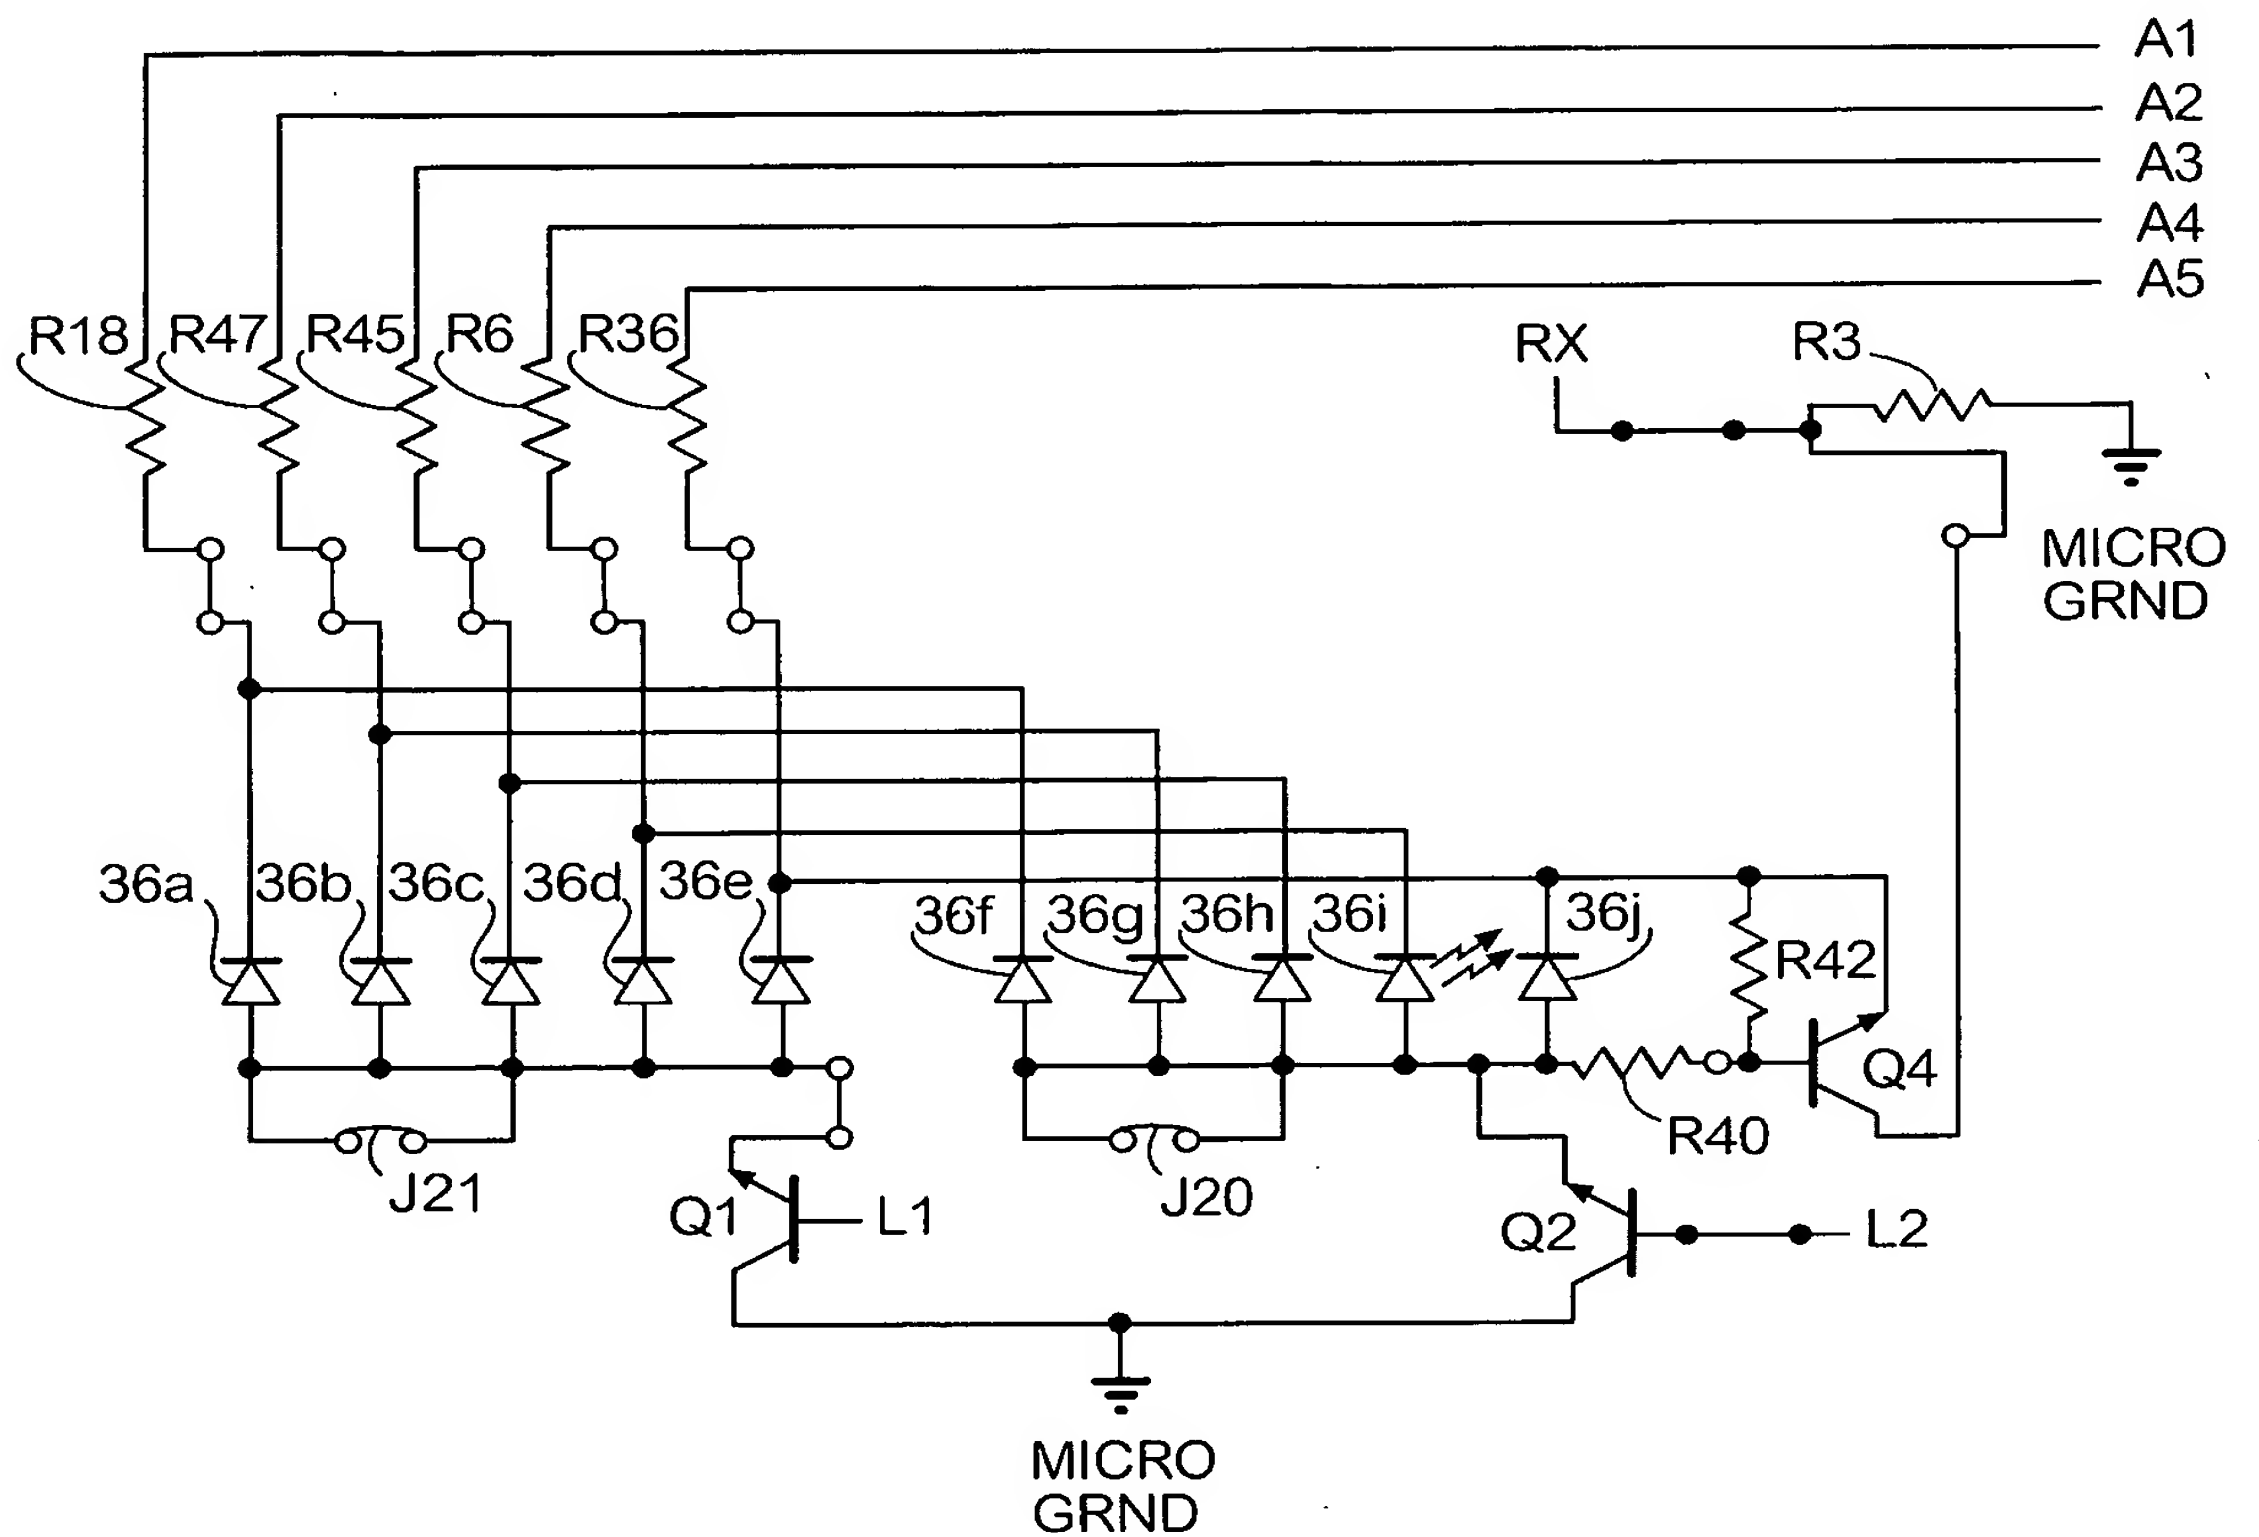 A1
A2
A3
A4
A5
R18 R47 R45 R6 R36
RX R3
MICRO
GRND
36a 36b 36c 36d 36e
36f 36g 36h 36i 36j
R42
Q4
R40
J21
J20
Q1 L1
Q2 L2
MICRO
GRND